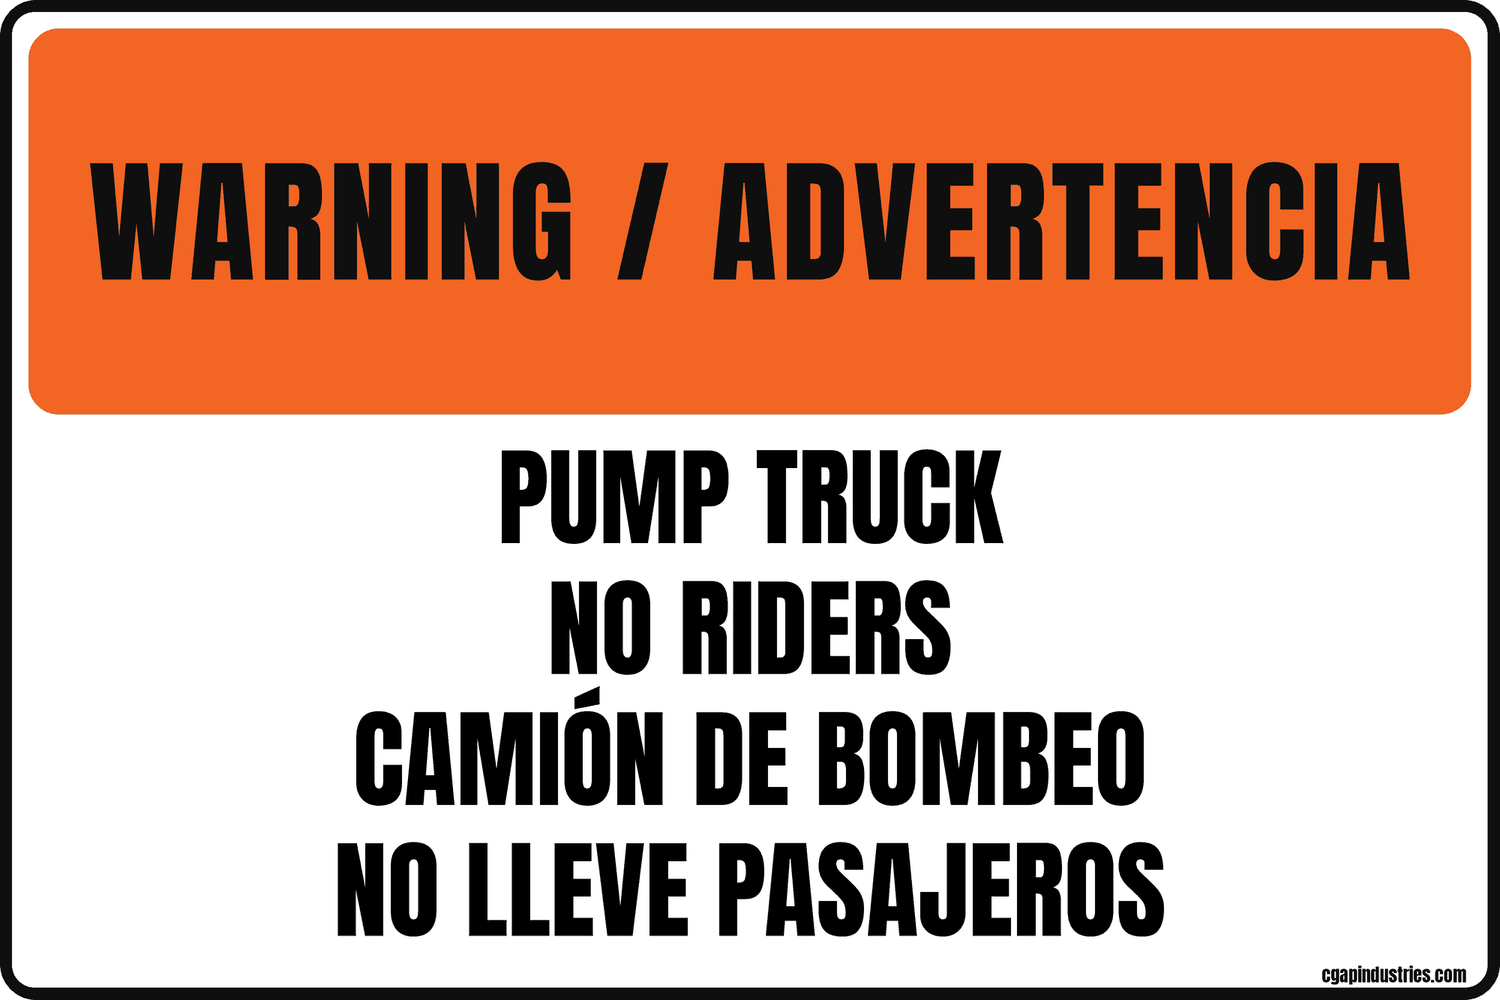 WARNING / ADVERTENCIA
PUMP TRUCK
NO RIDERS
CAMIÓN DE BOMBEO
NO LLEVE PASAJEROS
cgapindustries.com